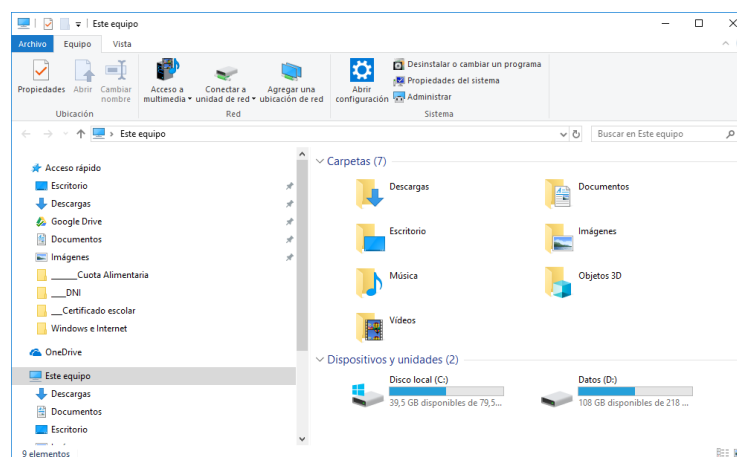 Este equipo
Archivo Equipo Vista
Propiedades Abrir Cambiar nombre
Acceso a multimedia Conectar a unidad de red Agregar una ubicación de red
Abrir configuración
Desinstalar o cambiar un programa
Propiedades del sistema
Administrar
Ubicación Red Sistema
Este equipo
Buscar en Este equipo
Acceso rápido
Escritorio
Descargas
Google Drive
Documentos
Imágenes
______Cuota Alimentaria
___DNI
__Certificado escolar
Windows e Internet
OneDrive
Este equipo
Descargas
Documentos
Escritorio
9 elementos
Carpetas (7)
Descargas Documentos
Escritorio Imágenes
Música Objetos 3D
Vídeos
Dispositivos y unidades (2)
Disco local (C:) Datos (D:)
39,5 GB disponibles de 79,5... 108 GB disponibles de 218 ...